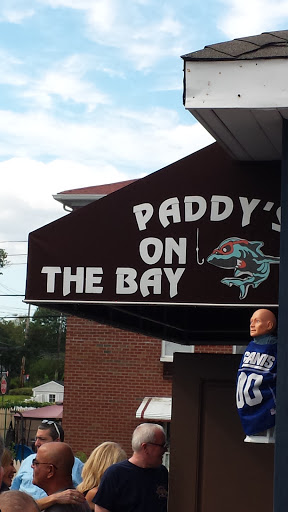 PADDY'S
ON
THE BAY
GIANTS
00